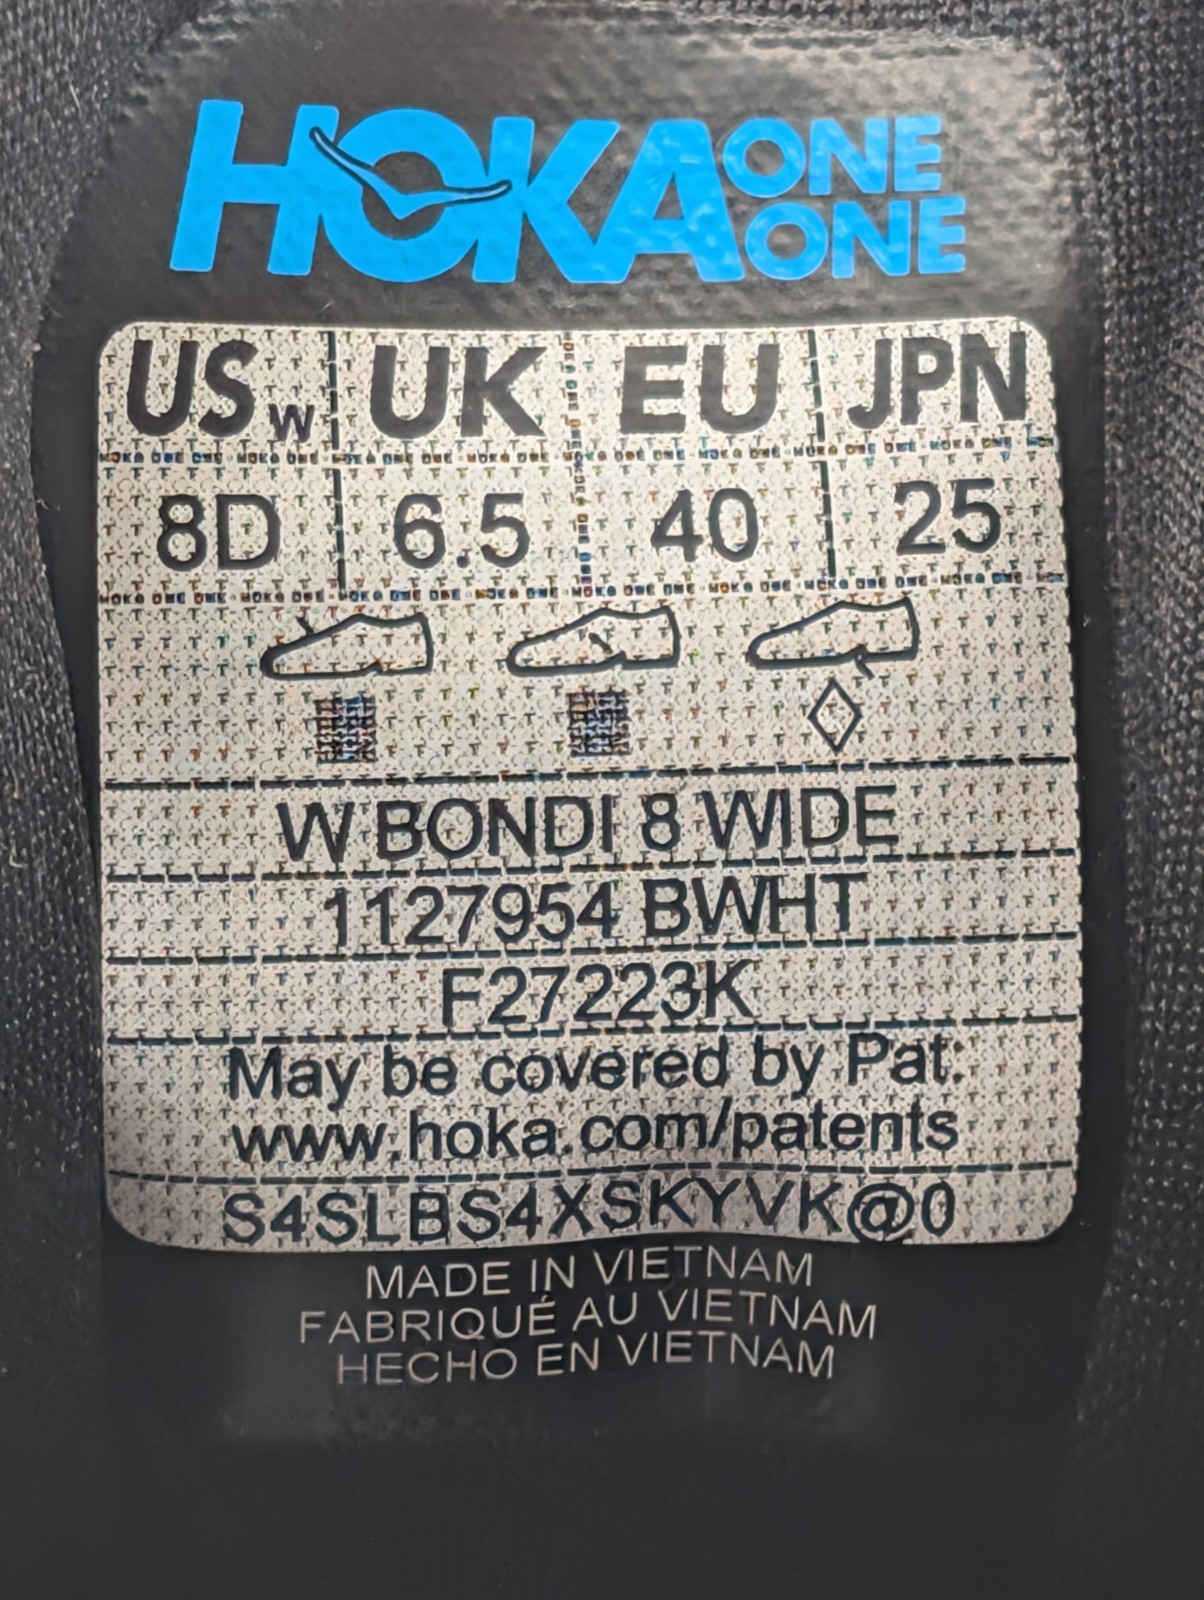 HOKA ONE ONE
US W UK EU JPN
8D 6.5 40 25
W BONDI 8 WIDE
1127954 BWHT
F27223K
May be covered by Pat:
www.hoka.com/patents
S4SLBS4XSKYVK@0
MADE IN VIETNAM
FABRIQUÉ AU VIETNAM
HECHO EN VIETNAM